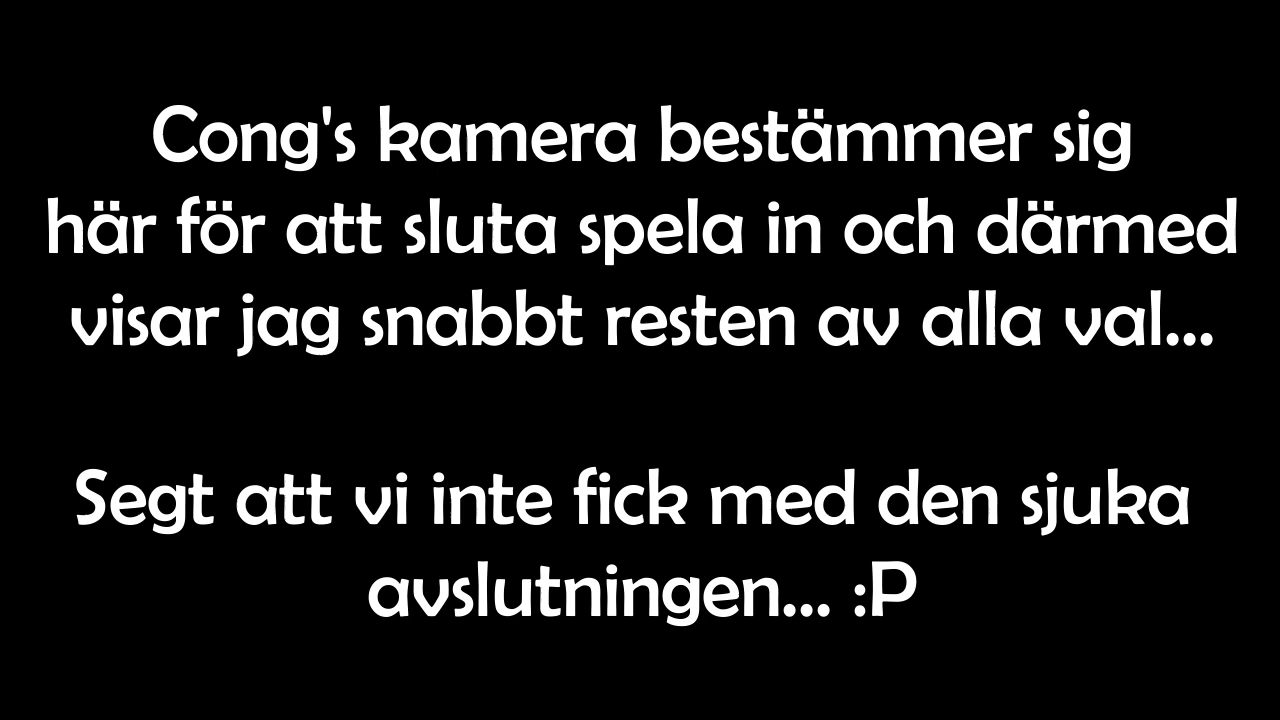 Cong's kamera bestämmer sig
här för att sluta spela in och därmed
visar jag snabbt resten av alla val...
Segt att vi inte fick med den sjuka
avslutningen... :P